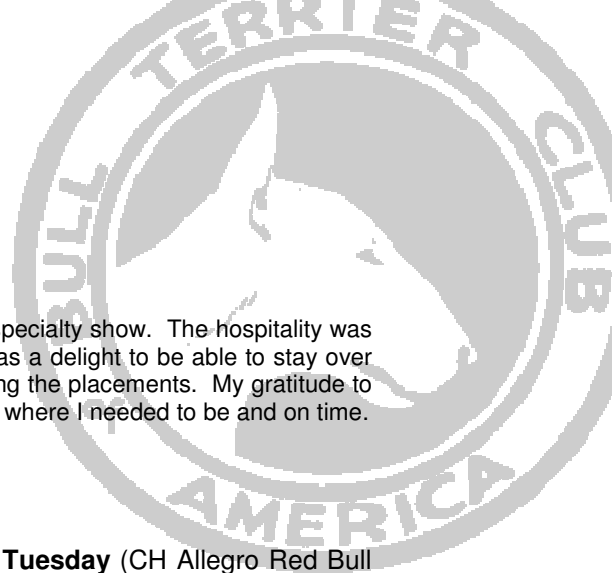 BULL TERRIER CLUB
OF AMERICA
specialty show. The hospitality was
as a delight to be able to stay over
ng the placements. My gratitude to
where I needed to be and on time.
Tuesday (CH Allegro Red Bull